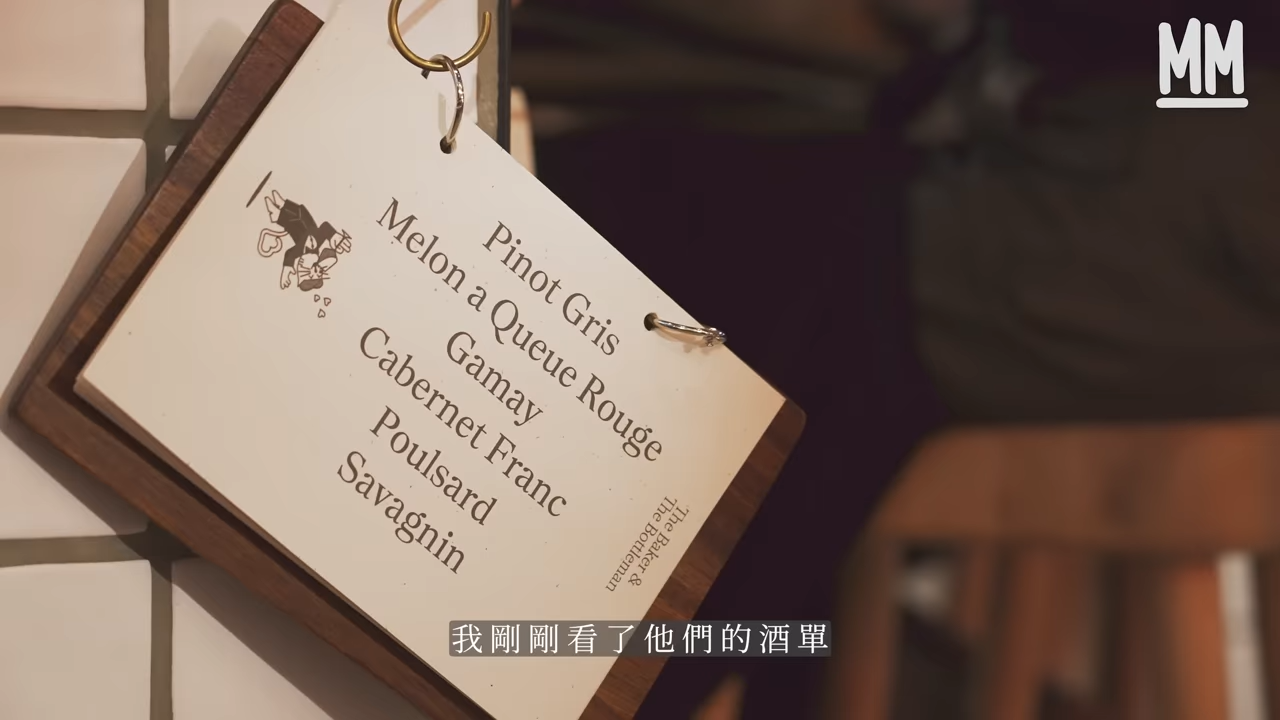 MM
Pinot Gris
Melon a Queue Rouge
Gamay
Cabernet Franc
Poulsard
Savagnin
The Baker &
The Bottleman
我剛剛看了他們的酒單